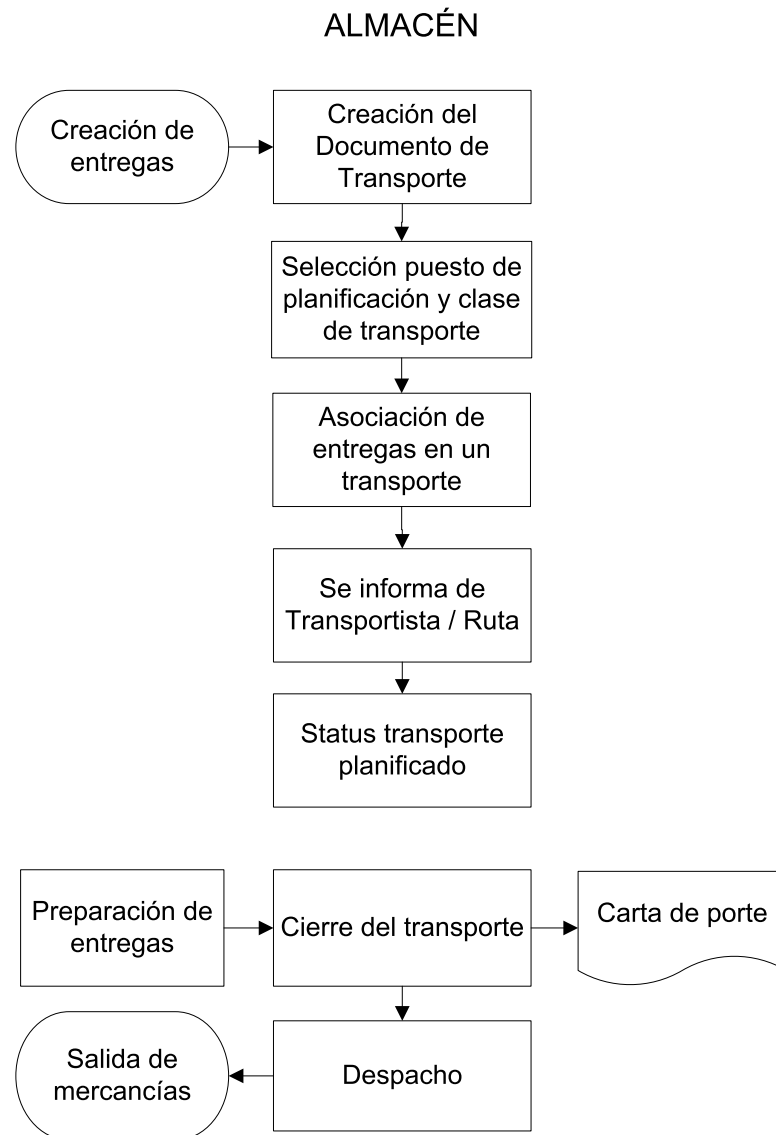 ALMACÉN
Creación de
entregas
Creación del
Documento de
Transporte
Selección puesto de
planificación y clase
de transporte
Asociación de
entregas en un
transporte
Se informa de
Transportista / Ruta
Status transporte
planificado
Preparación de
entregas
Cierre del transporte
Carta de porte
Salida de
mercancías
Despacho